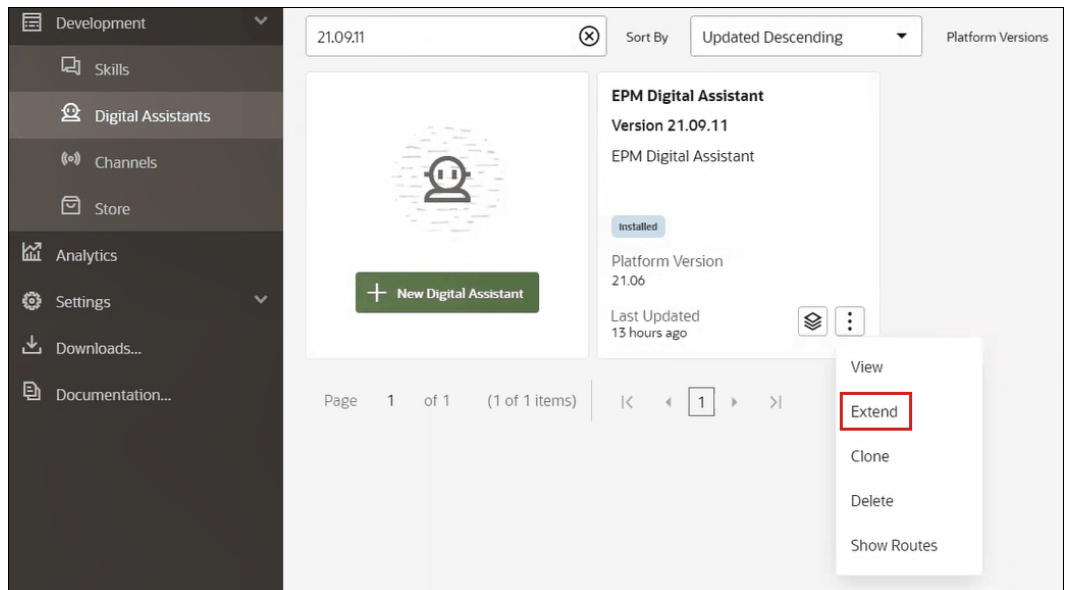 Development
Skills
Digital Assistants
Channels
Store
Analytics
Settings
Downloads...
Documentation...
21.09.11
Sort By
Updated Descending
Platform Versions
New Digital Assistant
EPM Digital Assistant
Version 21.09.11
EPM Digital Assistant
Installed
Platform Version
21.06
Last Updated
13 hours ago
View
Extend
Clone
Delete
Show Routes
Page 1 of 1 (1 of 1 items) 1